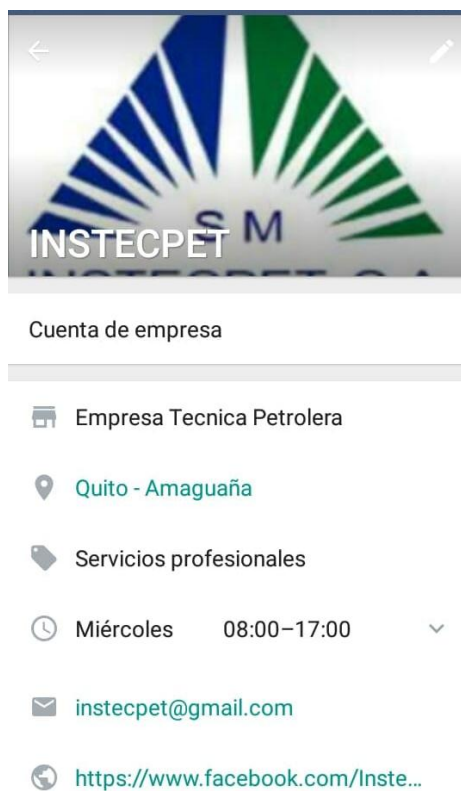 S M
INSTECPET
INSTECPET C.A.
Cuenta de empresa
Empresa Tecnica Petrolera
Quito - Amaguaña
Servicios profesionales
Miércoles 08:00–17:00
instecpet@gmail.com
https://www.facebook.com/Inste...